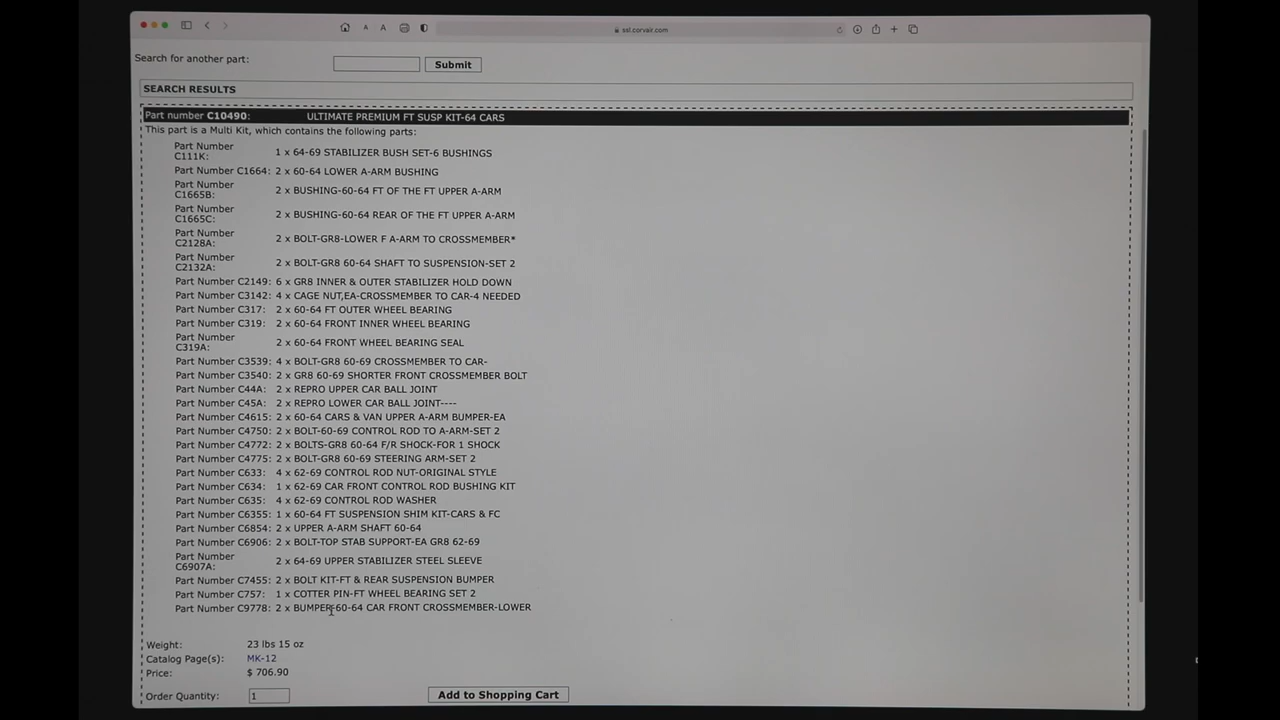 ssl.corvair.com
Search for another part:
Submit
SEARCH RESULTS
Part number C10490: ULTIMATE PREMIUM FT SUSP KIT-64 CARS
This part is a Multi Kit, which contains the following parts:
Part Number
C111K: 1 x 64-69 STABILIZER BUSH SET-6 BUSHINGS
Part Number C1664: 2 x 60-64 LOWER A-ARM BUSHING
Part Number
C1665B: 2 x BUSHING-60-64 FT OF THE FT UPPER A-ARM
Part Number
C1665C: 2 x BUSHING-60-64 REAR OF THE FT UPPER A-ARM
Part Number
C2128A: 2 x BOLT-GR8-LOWER F A-ARM TO CROSSMEMBER*
Part Number
C2132A: 2 x BOLT-GR8 60-64 SHAFT TO SUSPENSION-SET 2
Part Number C2149: 6 x GR8 INNER & OUTER STABILIZER HOLD DOWN
Part Number C3142: 4 x CAGE NUT,EA-CROSSMEMBER TO CAR-4 NEEDED
Part Number C317: 2 x 60-64 FT OUTER WHEEL BEARING
Part Number C319: 2 x 60-64 FRONT INNER WHEEL BEARING
Part Number
C319A: 2 x 60-64 FRONT WHEEL BEARING SEAL
Part Number C3539: 4 x BOLT-GR8 60-69 CROSSMEMBER TO CAR-
Part Number C3540: 2 x GR8 60-69 SHORTER FRONT CROSSMEMBER BOLT
Part Number C44A: 2 x REPRO UPPER CAR BALL JOINT
Part Number C45A: 2 x REPRO LOWER CAR BALL JOINT----
Part Number C4615: 2 x 60-64 CARS & VAN UPPER A-ARM BUMPER-EA
Part Number C4750: 2 x BOLT-60-69 CONTROL ROD TO A-ARM-SET 2
Part Number C4772: 2 x BOLTS-GR8 60-64 F/R SHOCK-FOR 1 SHOCK
Part Number C4775: 2 x BOLT-GR8 60-69 STEERING ARM-SET 2
Part Number C633: 4 x 62-69 CONTROL ROD NUT-ORIGINAL STYLE
Part Number C634: 1 x 62-69 CAR FRONT CONTROL ROD BUSHING KIT
Part Number C635: 4 x 62-69 CONTROL ROD WASHER
Part Number C6355: 1 x 60-64 FT SUSPENSION SHIM KIT-CARS & FC
Part Number C6854: 2 x UPPER A-ARM SHAFT 60-64
Part Number C6906: 2 x BOLT-TOP STAB SUPPORT-EA GR8 62-69
Part Number
C6907A: 2 x 64-69 UPPER STABILIZER STEEL SLEEVE
Part Number C7455: 2 x BOLT KIT-FT & REAR SUSPENSION BUMPER
Part Number C757: 1 x COTTER PIN-FT WHEEL BEARING SET 2
Part Number C9778: 2 x BUMPER-60-64 CAR FRONT CROSSMEMBER-LOWER
Weight: 23 lbs 15 oz
Catalog Page(s): MK-12
Price: $ 706.90
Order Quantity: 1 Add to Shopping Cart